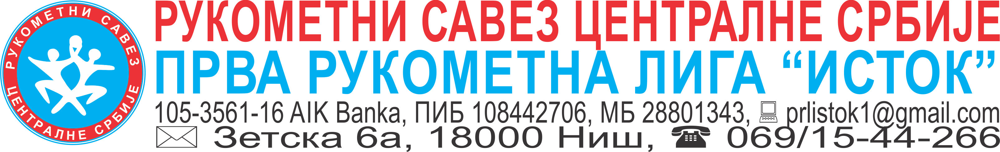 РУКОМЕТНИ САВЕЗ
ЦЕНТРАЛНЕ СРБИЈЕ
РУКОМЕТНИ САВЕЗ ЦЕНТРАЛНЕ СРБИЈЕ
ПРВА РУКОМЕТНА ЛИГА “ИСТОК”
105-3561-16 AIK Banka, ПИБ 108442706, МБ 28801343, prlistok1@gmail.com
Зетска 6а, 18000 Ниш, 069/15-44-266